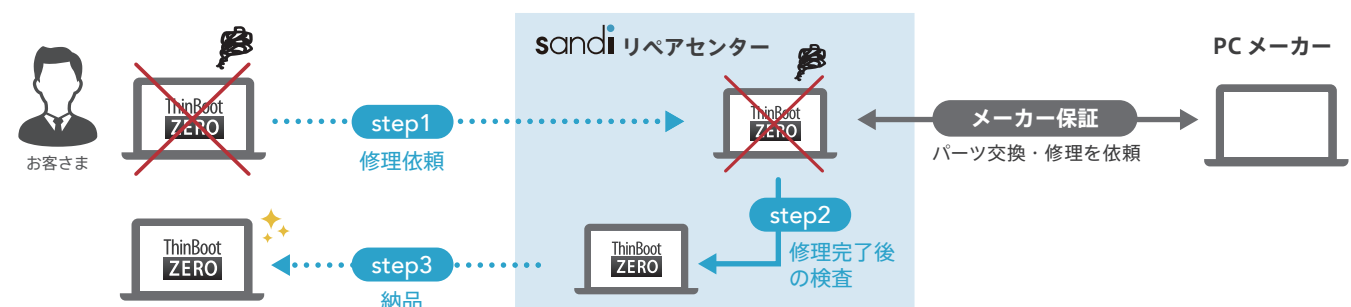 sandi リペアセンター
PC メーカー
ThinBoot
ZERO
お客さま
step1
修理依頼
ThinBoot
ZERO
メーカー保証
パーツ交換・修理を依頼
step2
修理完了後
の検査
ThinBoot
ZERO
step3
納品
ThinBoot
ZERO